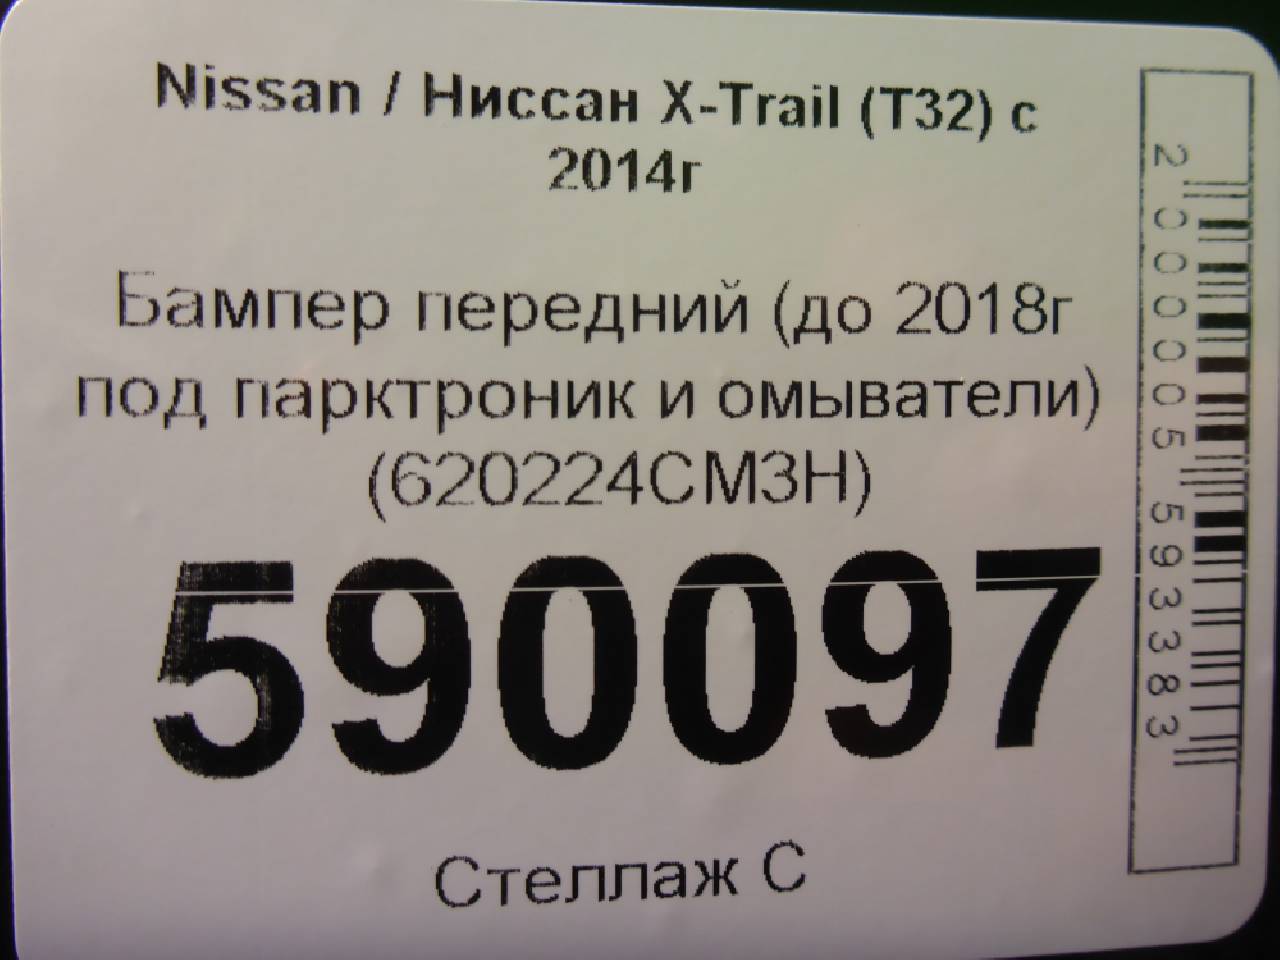 Nissan / Ниссан X-Trail (T32) с
2014г
Бампер передний (до 2018г
под парктроник и омыватели)
(620224CM3H)
590097
Стеллаж С
2000005593383